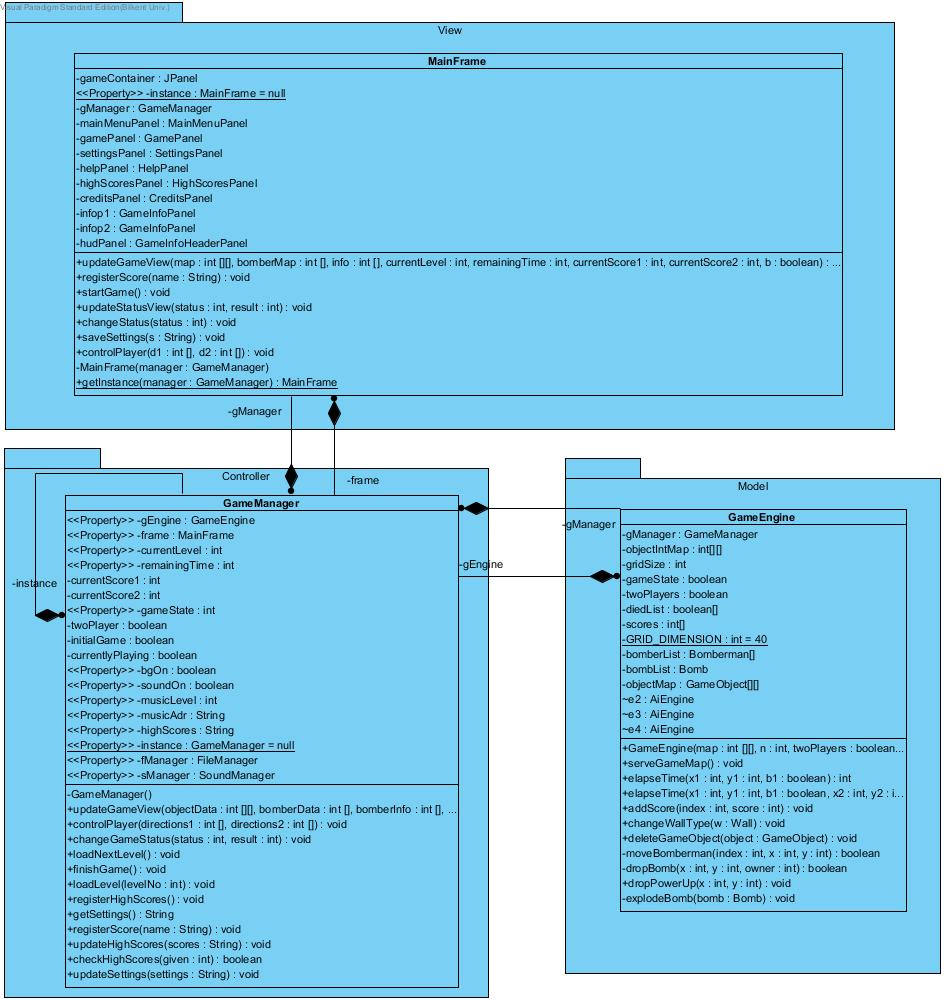 Visual Paradigm Standard Edition(Bilkent Univ.)
View
MainFrame
-gameContainer : JPanel
<<Property>> -instance : MainFrame = null
-gManager : GameManager
-mainMenuPanel : MainMenuPanel
-gamePanel : GamePanel
-settingsPanel : SettingsPanel
-helpPanel : HelpPanel
-highScoresPanel : HighScoresPanel
-creditsPanel : CreditsPanel
-infop1 : GameInfoPanel
-infop2 : GameInfoPanel
-hudPanel : GameInfoHeaderPanel
+updateGameView(map : int [][], bomberMap : int [], info : int [], currentLevel : int, remainingTime : int, currentScore1 : int, currentScore2 : int, b : boolean) : ...
+registerScore(name : String) : void
+startGame() : void
+updateStatusView(status : int, result : int) : void
+changeStatus(status : int) : void
+saveSettings(s : String) : void
+controlPlayer(d1 : int [], d2 : int []) : void
-MainFrame(manager : GameManager)
+getInstance(manager : GameManager) : MainFrame
-gManager
-frame
Controller
-instance
GameManager
<<Property>> -gEngine : GameEngine
<<Property>> -frame : MainFrame
<<Property>> -currentLevel : int
<<Property>> -remainingTime : int
-currentScore1 : int
-currentScore2 : int
<<Property>> -gameState : int
-twoPlayer : boolean
-initialGame : boolean
-currentlyPlaying : boolean
<<Property>> -bgOn : boolean
<<Property>> -soundOn : boolean
<<Property>> -musicLevel : int
<<Property>> -musicAdr : String
<<Property>> -highScores : String
<<Property>> -instance : GameManager = null
<<Property>> -fManager : FileManager
<<Property>> -sManager : SoundManager
-GameManager()
+updateGameView(objectData : int [][], bomberData : int [], bomberInfo : int [], ...
+controlPlayer(directions1 : int [], directions2 : int []) : void
+changeGameStatus(status : int, result : int) : void
+loadNextLevel() : void
+finishGame() : void
+loadLevel(levelNo : int) : void
+registerHighScores() : void
+getSettings() : String
+registerScore(name : String) : void
+updateHighScores(scores : String) : void
+checkHighScores(given : int) : boolean
+updateSettings(settings : String) : void
-gManager
-gEngine
Model
GameEngine
-gManager : GameManager
-objectIntMap : int[][]
-gridSize : int
-gameState : boolean
-twoPlayers : boolean
-diedList : boolean[]
-scores : int[]
-GRID_DIMENSION : int = 40
-bomberList : Bomberman[]
-bombList : Bomb
-objectMap : GameObject[][]
~e2 : AiEngine
~e3 : AiEngine
~e4 : AiEngine
+GameEngine(map : int [][], n : int, twoPlayers : boolean...
+serveGameMap() : void
+elapseTime(x1 : int, y1 : int, b1 : boolean) : int
+elapseTime(x1 : int, y1 : int, b1 : boolean, x2 : int, y2 : i...
+addScore(index : int, score : int) : void
+changeWallType(w : Wall) : void
+deleteGameObject(object : GameObject) : void
-moveBomberman(index : int, x : int, y : int) : boolean
-dropBomb(x : int, y : int, owner : int) : boolean
+dropPowerUp(x : int, y : int) : void
-explodeBomb(bomb : Bomb) : void